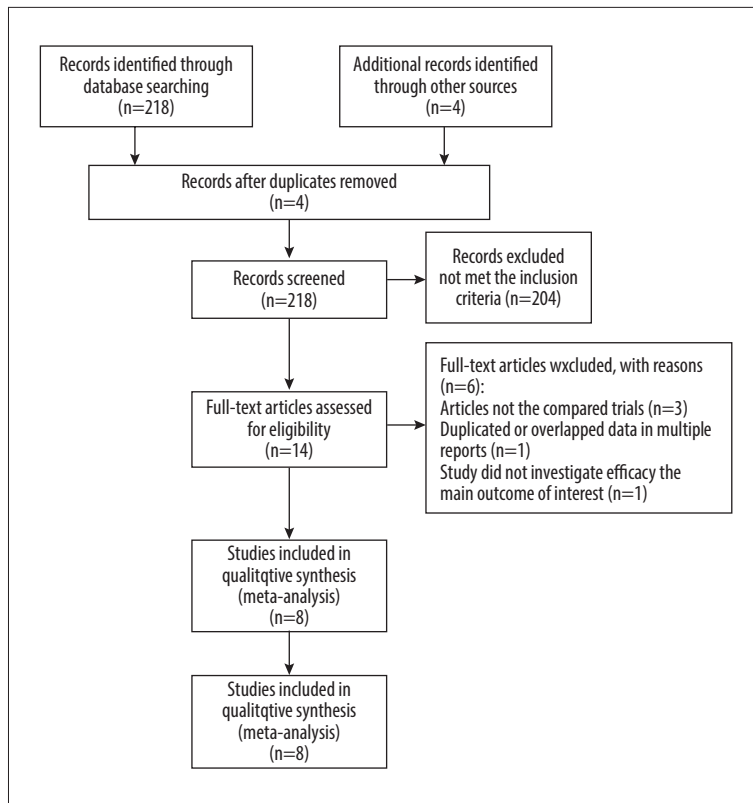 Records identified through
database searching
(n=218)
Additional records identified
through other sources
(n=4)
Records after duplicates removed
(n=4)
Records screened
(n=218)
Records excluded
not met the inclusion
criteria (n=204)
Full-text articles assessed
for eligibility
(n=14)
Full-text articles wxcluded, with reasons
(n=6):
Articles not the compared trials (n=3)
Duplicated or overlapped data in multiple
reports (n=1)
Study did not investigate efficacy the
main outcome of interest (n=1)
Studies included in
qualitqtive synthesis
(meta-analysis)
(n=8)
Studies included in
qualitqtive synthesis
(meta-analysis)
(n=8)